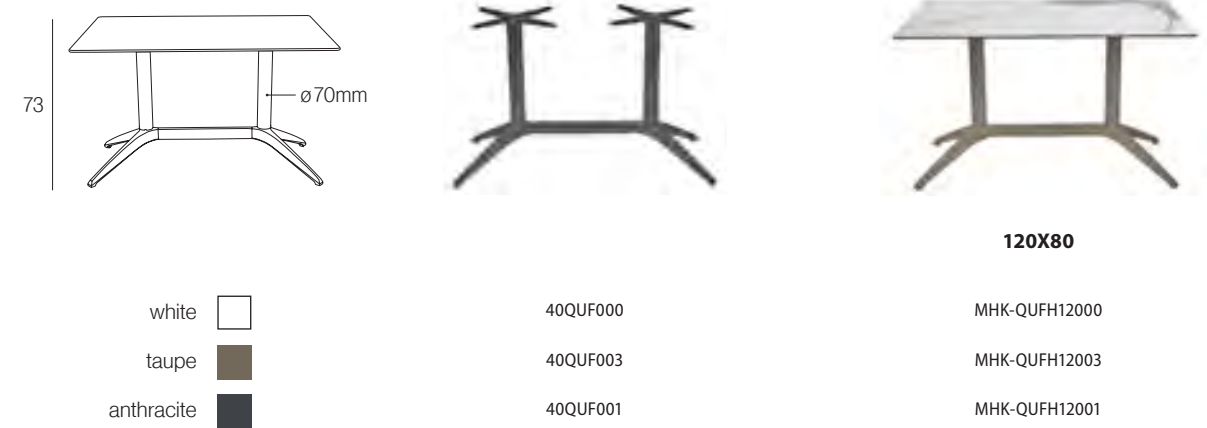 73
ø70mm
120X80
white 40QUF000 MHK-QUFH12000
taupe 40QUF003 MHK-QUFH12003
anthracite 40QUF001 MHK-QUFH12001